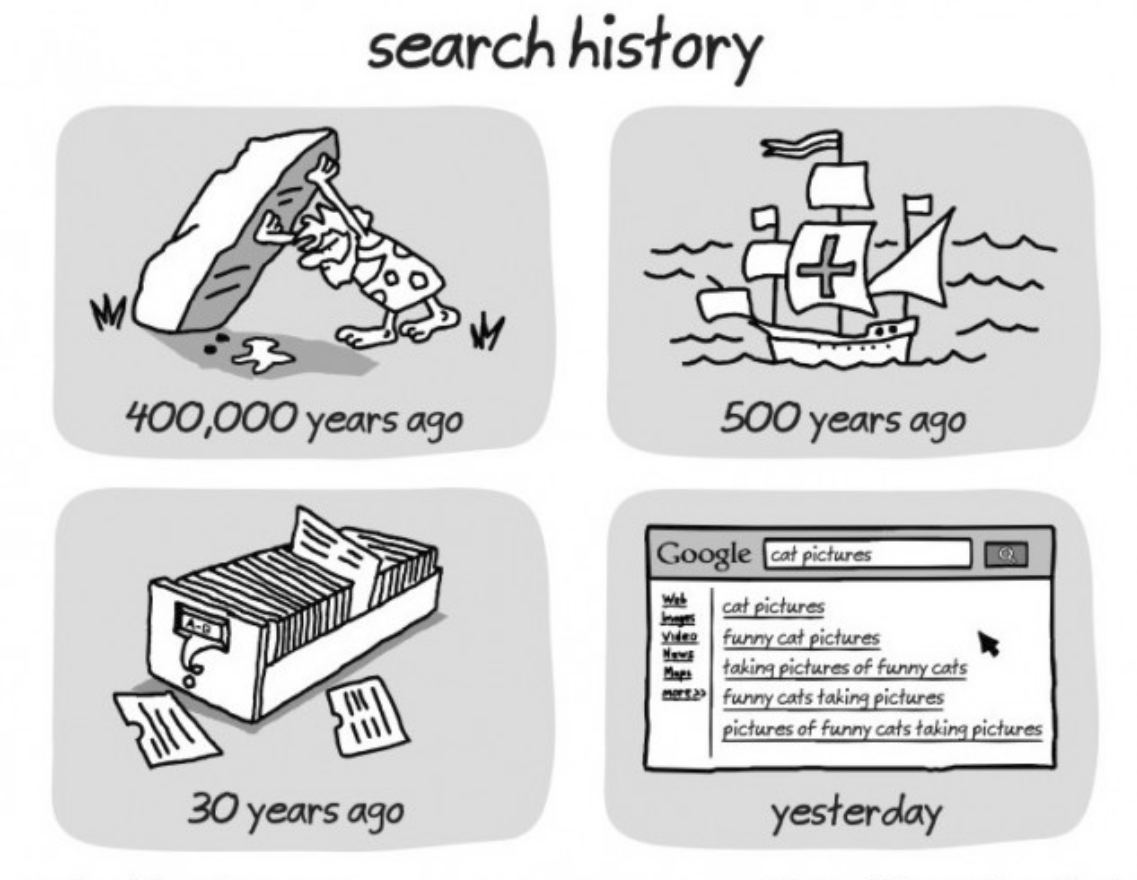 search history
400,000 years ago
500 years ago
A-G
30 years ago
Google cat pictures
Web
Images
Video
News
Maps
more>>
cat pictures
funny cat pictures
taking pictures of funny cats
funny cats taking pictures
pictures of funny cats taking pictures
yesterday